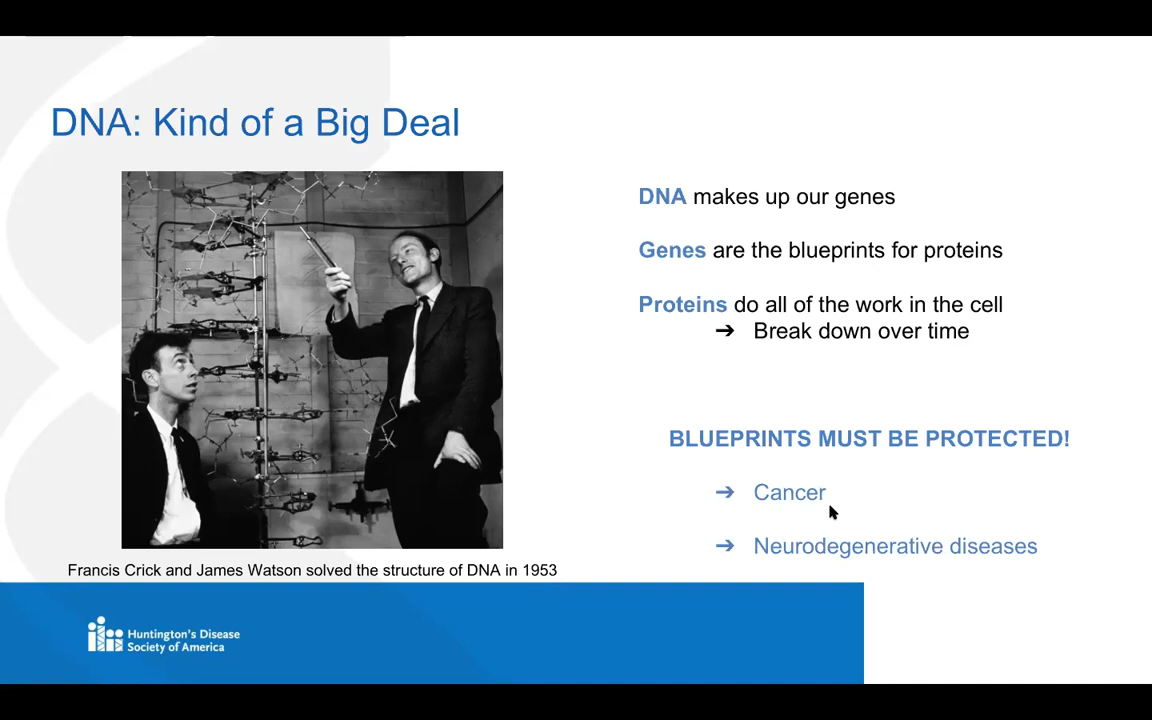 DNA: Kind of a Big Deal
DNA makes up our genes
Genes are the blueprints for proteins
Proteins do all of the work in the cell
➔ Break down over time
BLUEPRINTS MUST BE PROTECTED!
➔ Cancer
➔ Neurodegenerative diseases
Francis Crick and James Watson solved the structure of DNA in 1953
Huntington's Disease
Society of America